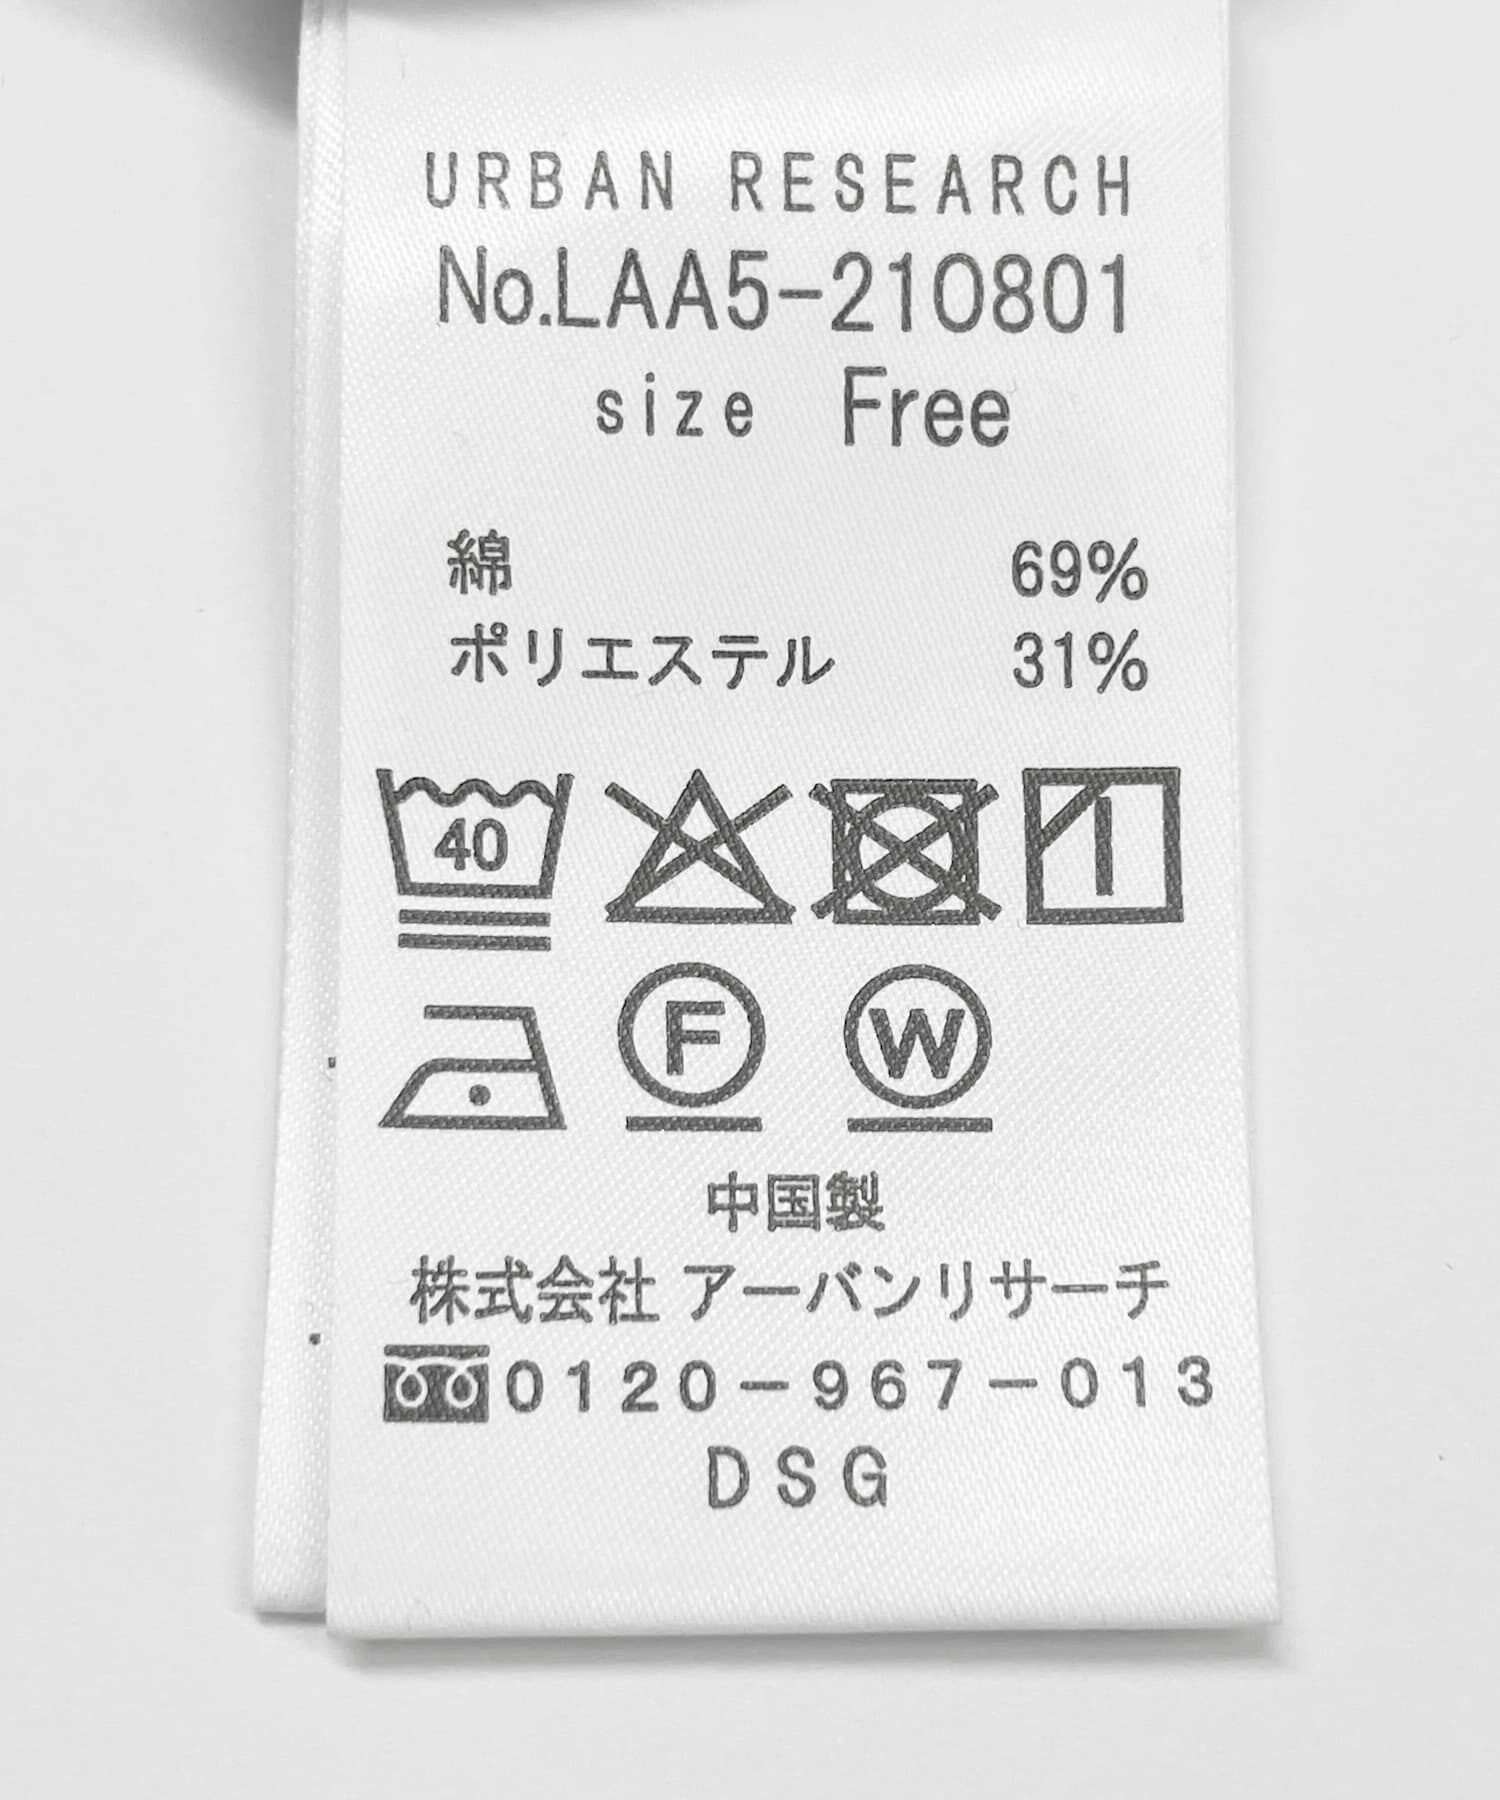 URBAN RESEARCH
No.LAA5-210801
size Free
綿 69%
ポリエステル 31%
40
F W
中国製
株式会社 アーバンリサーチ
0120-967-013
DSG